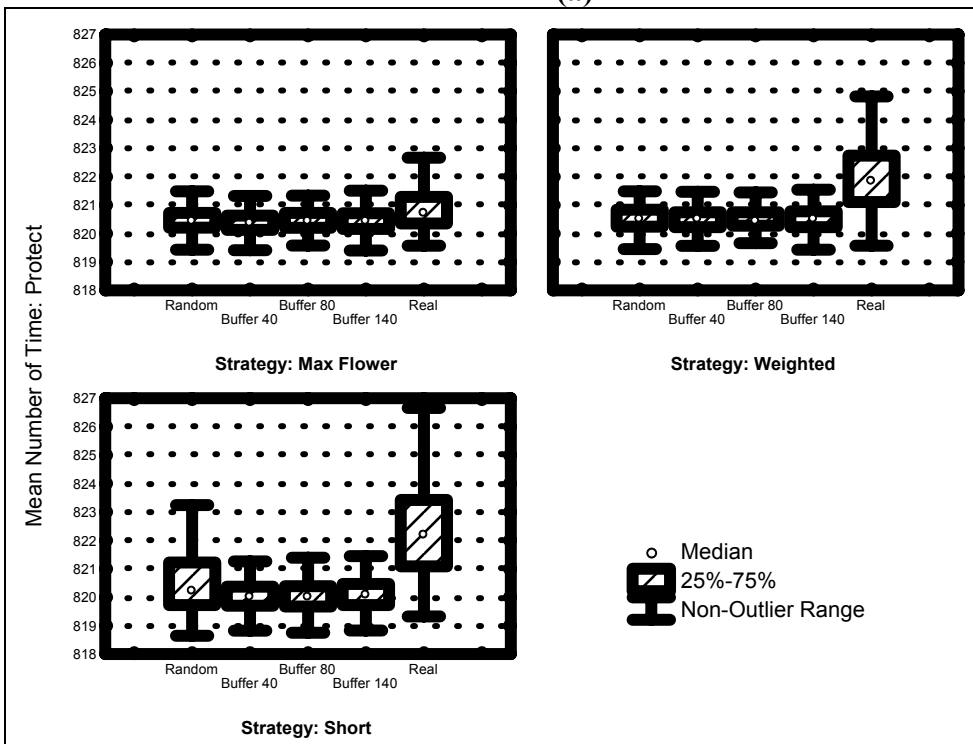 827
826
825
824
823
822
821
820
819
818
Mean Number of Time: Protect
Random
Buffer 40
Buffer 80
Buffer 140
Real
Strategy: Max Flower
Random
Buffer 40
Buffer 80
Buffer 140
Real
Strategy: Weighted
827
826
825
824
823
822
821
820
819
818
Random
Buffer 40
Buffer 80
Buffer 140
Real
Strategy: Short
Median
25%-75%
Non-Outlier Range